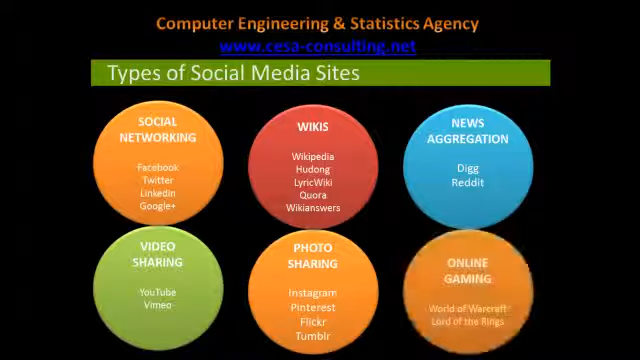 Computer Engineering & Statistics Agency
www.cesa-consulting.net
Types of Social Media Sites
SOCIAL
NETWORKING
Facebook
Twitter
Linkedin
Google+
WIKIS
Wikipedia
Hudong
LyricWiki
Quora
Wikianswers
NEWS
AGGREGATION
Digg
Reddit
VIDEO
SHARING
YouTube
Vimeo
PHOTO
SHARING
Instagram
Pinterest
Flickr
Tumblr
ONLINE
GAMING
World of Warcraft
Lord of the Rings